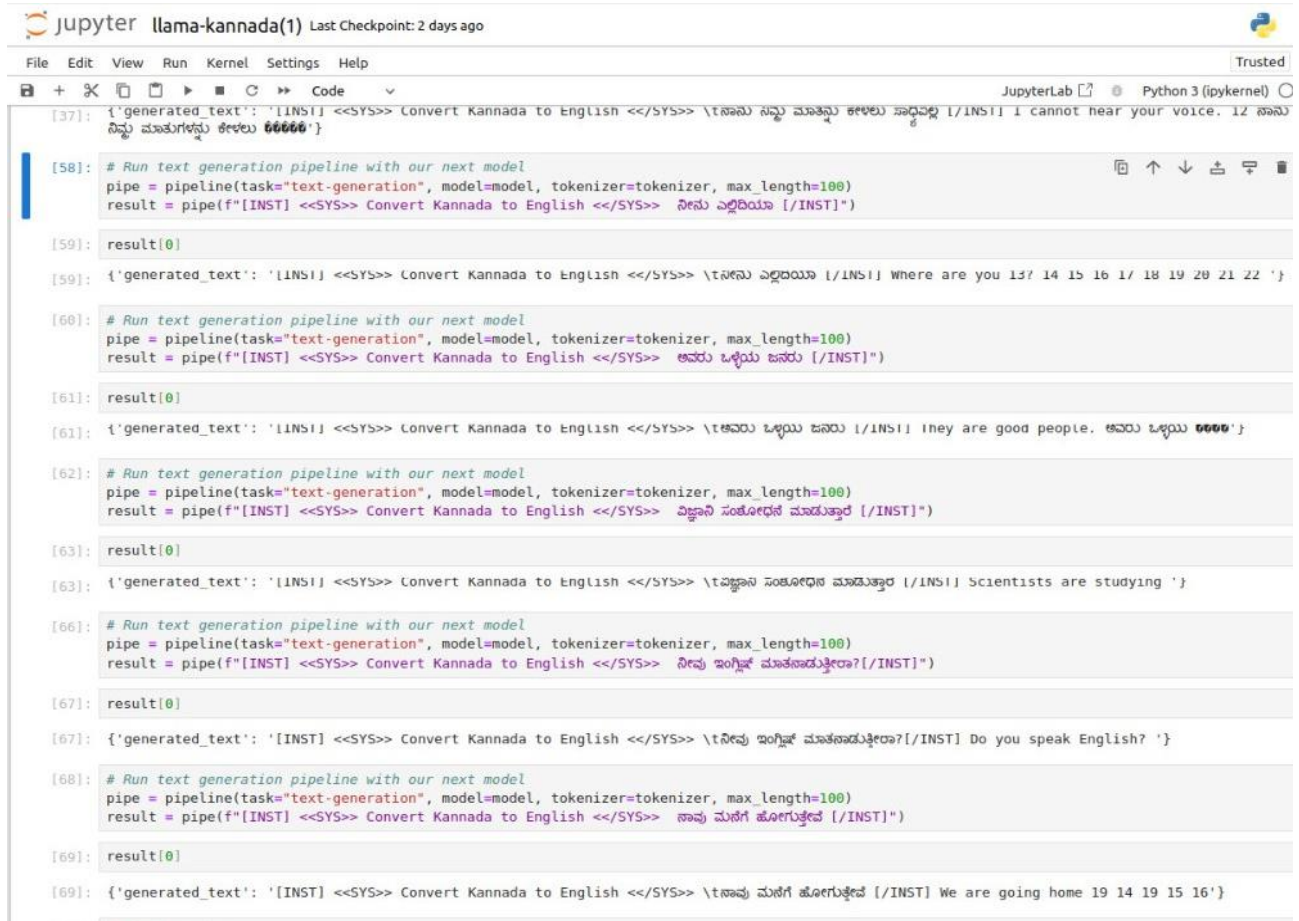 jupyter llama-kannada(1) Last Checkpoint: 2 days ago
File Edit View Run Kernel Settings Help Trusted
Code JupyterLab Python 3 (ipykernel)
[37]: {'generated_text': '[INST] <<SYS>> Convert Kannada to English <</SYS>> \tನಾನು ನಿಮ್ಮ ಮಾತನ್ನು ಕೇಳಲು ಸಾಧ್ಯವಿಲ್ಲ [/INST] I cannot hear your voice. 12 ನಾನು
ನಿಮ್ಮ ಮಾತುಗಳನ್ನು ಕೇಳಲು �����'}
[58]: # Run text generation pipeline with our next model
pipe = pipeline(task="text-generation", model=model, tokenizer=tokenizer, max_length=100)
result = pipe(f"[INST] <<SYS>> Convert Kannada to English <</SYS>> ನೀನು ಎಲ್ಲಿದಿಯಾ [/INST]")
[59]: result[0]
[59]: {'generated_text': '[INST] <<SYS>> Convert Kannada to English <</SYS>> \tನೀನು ಎಲ್ಲಿದಿಯಾ [/INST] Where are you 13? 14 15 16 17 18 19 20 21 22 '}
[60]: # Run text generation pipeline with our next model
pipe = pipeline(task="text-generation", model=model, tokenizer=tokenizer, max_length=100)
result = pipe(f"[INST] <<SYS>> Convert Kannada to English <</SYS>> ಅವರು ಒಳ್ಳೆಯ ಜನರು [/INST]")
[61]: result[0]
[61]: {'generated_text': '[INST] <<SYS>> Convert Kannada to English <</SYS>> \tಅವರು ಒಳ್ಳೆಯ ಜನರು [/INST] They are good people. ಅವರು ಒಳ್ಳೆಯ ����'}
[62]: # Run text generation pipeline with our next model
pipe = pipeline(task="text-generation", model=model, tokenizer=tokenizer, max_length=100)
result = pipe(f"[INST] <<SYS>> Convert Kannada to English <</SYS>> ವಿಜ್ಞಾನಿ ಸಂಶೋಧನೆ ಮಾಡುತ್ತಾರೆ [/INST]")
[63]: result[0]
[63]: {'generated_text': '[INST] <<SYS>> Convert Kannada to English <</SYS>> \tವಿಜ್ಞಾನಿ ಸಂಶೋಧನೆ ಮಾಡುತ್ತಾರೆ [/INST] Scientists are studying '}
[66]: # Run text generation pipeline with our next model
pipe = pipeline(task="text-generation", model=model, tokenizer=tokenizer, max_length=100)
result = pipe(f"[INST] <<SYS>> Convert Kannada to English <</SYS>> ನೀವು ಇಂಗ್ಲಿಷ್ ಮಾತನಾಡುತ್ತೀರಾ?[/INST]")
[67]: result[0]
[67]: {'generated_text': '[INST] <<SYS>> Convert Kannada to English <</SYS>> \tನೀವು ಇಂಗ್ಲಿಷ್ ಮಾತನಾಡುತ್ತೀರಾ?[/INST] Do you speak English? '}
[68]: # Run text generation pipeline with our next model
pipe = pipeline(task="text-generation", model=model, tokenizer=tokenizer, max_length=100)
result = pipe(f"[INST] <<SYS>> Convert Kannada to English <</SYS>> ನಾವು ಮನೆಗೆ ಹೋಗುತ್ತೇವೆ [/INST]")
[69]: result[0]
[69]: {'generated_text': '[INST] <<SYS>> Convert Kannada to English <</SYS>> \tನಾವು ಮನೆಗೆ ಹೋಗುತ್ತೇವೆ [/INST] We are going home 19 14 19 15 16'}